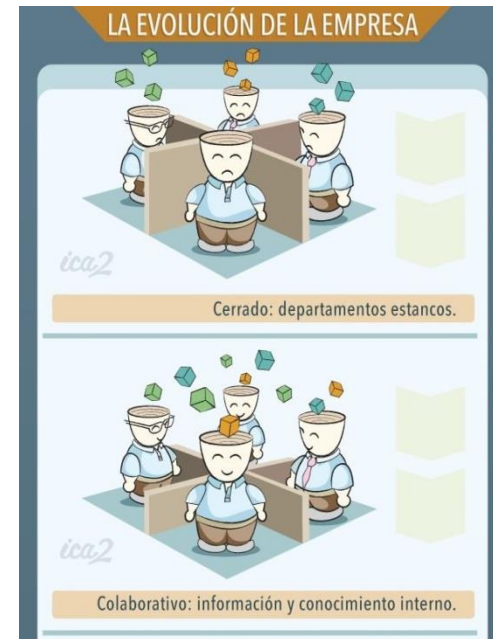 LA EVOLUCIÓN DE LA EMPRESA
ica2
Cerrado: departamentos estancos.
ica2
Colaborativo: información y conocimiento interno.